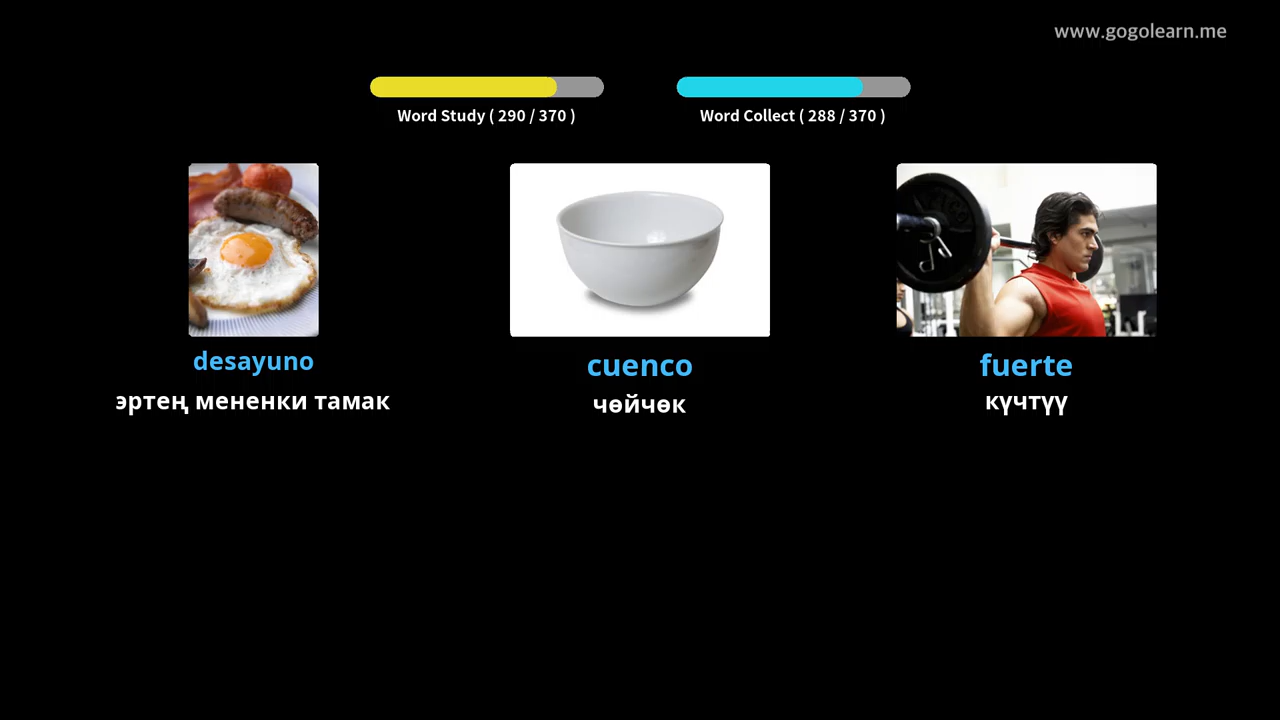 www.gogolearn.me
Word Study ( 290 / 370 )
Word Collect ( 288 / 370 )
desayuno
эртең мененки тамак
cuenco
чөйчөк
fuerte
күчтүү